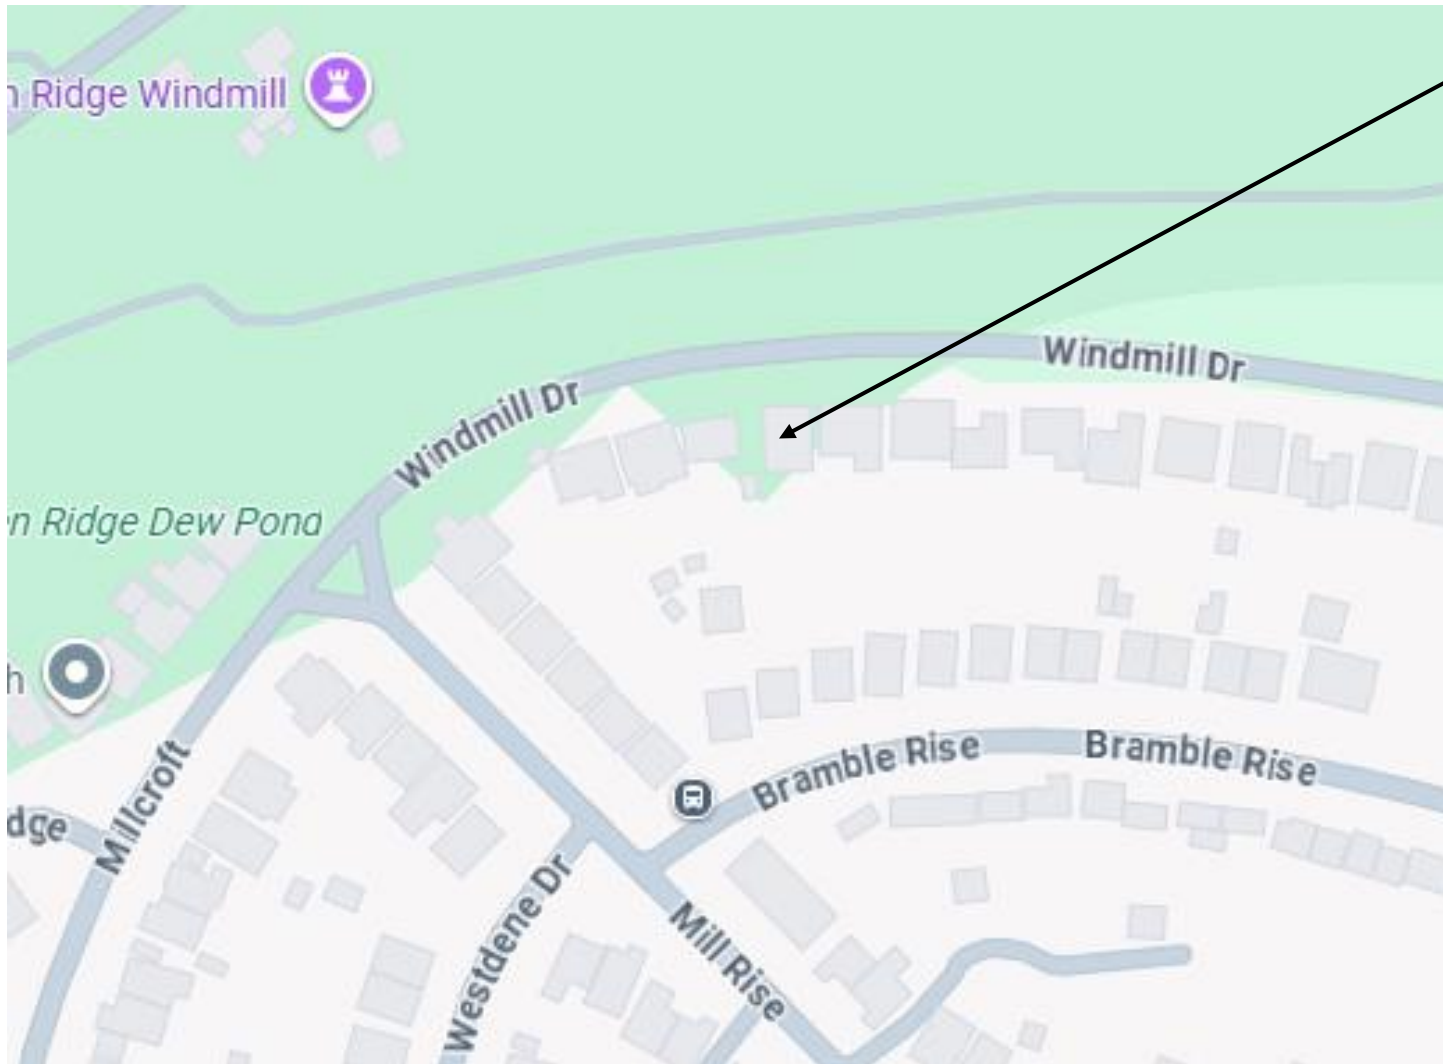 n Ridge Windmill
Windmill Dr
Windmill Dr
en Ridge Dew Pond
h
Millcroft
dge
Bramble Rise
Bramble Rise
Westdene Dr
Mill Rise